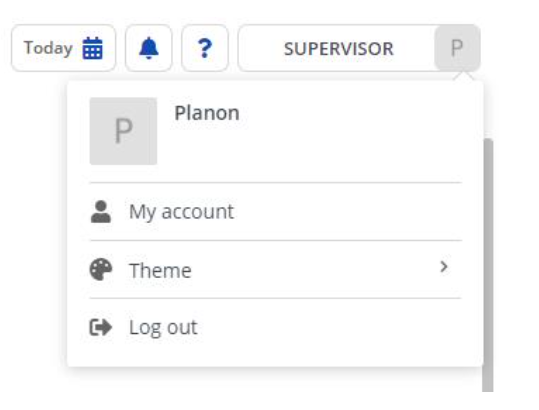 Today ? SUPERVISOR P
P Planon
My account
Theme
Log out